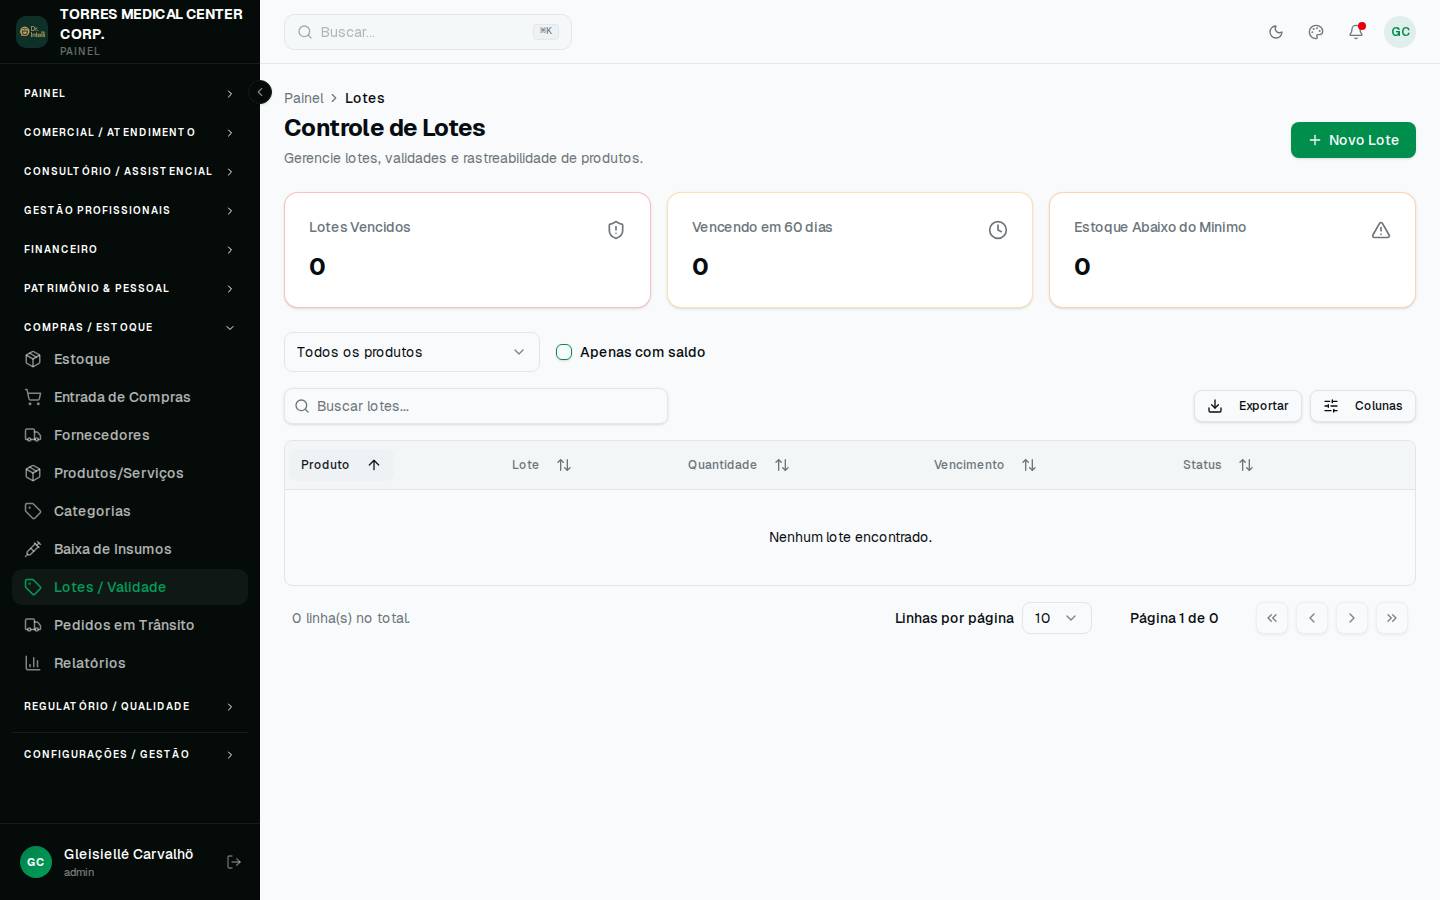 TORRES MEDICAL CENTER
CORP.
PAINEL
Dr.
Intelli
PAINEL
COMERCIAL / ATENDIMENTO
CONSULTÓRIO / ASSISTENCIAL
GESTÃO PROFISSIONAIS
FINANCEIRO
PATRIMÔNIO & PESSOAL
COMPRAS / ESTOQUE
Estoque
Entrada de Compras
Fornecedores
Produtos/Serviços
Categorias
Baixa de Insumos
Lotes / Validade
Pedidos em Trânsito
Relatórios
REGULATÓRIO / QUALIDADE
CONFIGURAÇÕES / GESTÃO
GC
Gleisiellé Carvalhö
admin
Buscar...
⌘K
GC
Painel > Lotes
Controle de Lotes
Gerencie lotes, validades e rastreabilidade de produtos.
+ Novo Lote
Lotes Vencidos
0
Vencendo em 60 dias
0
Estoque Abaixo do Minimo
0
Todos os produtos
Apenas com saldo
Buscar lotes...
Exportar
Colunas
Produto Lote Quantidade Vencimento Status
Nenhum lote encontrado.
0 linha(s) no total.
Linhas por página 10
Página 1 de 0